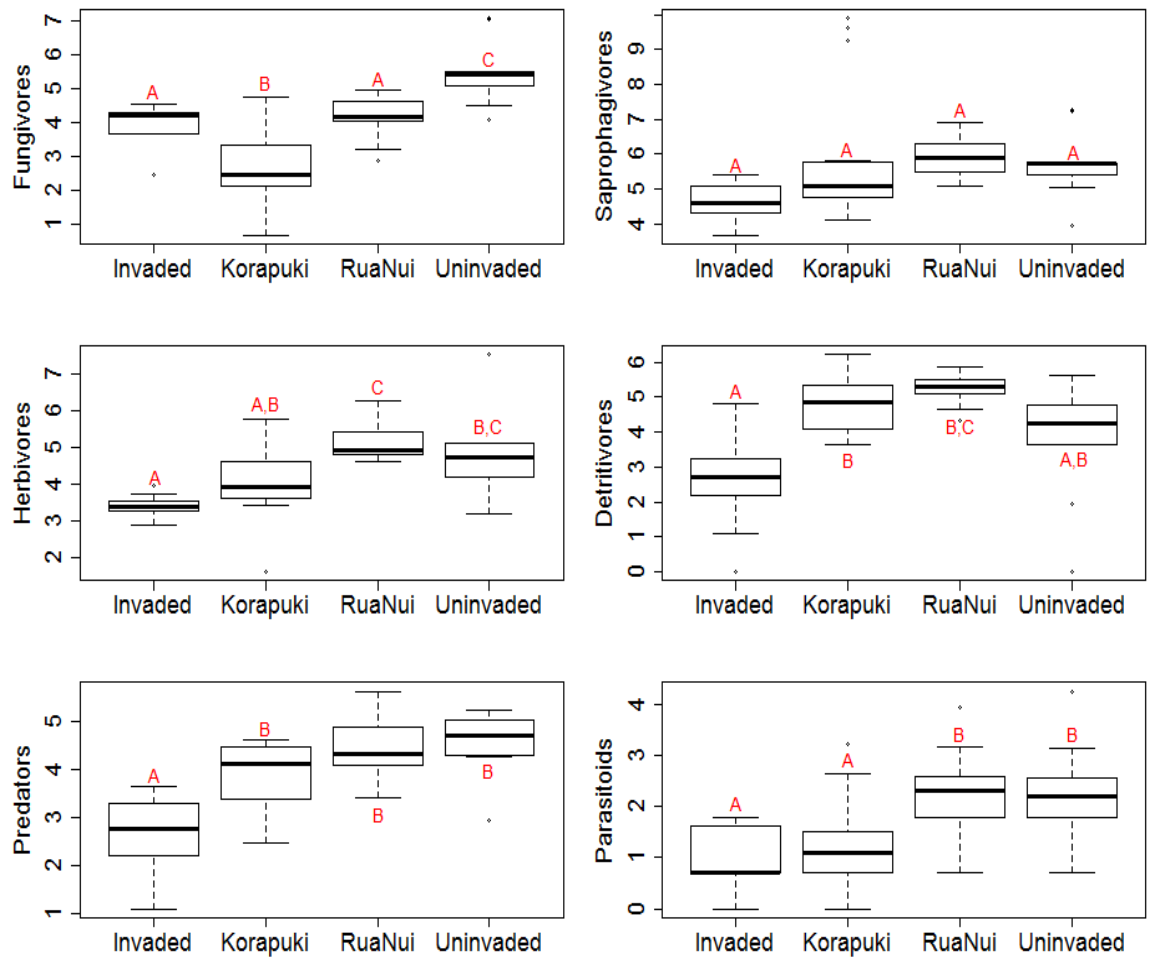 Fungivores
7
6
5
4
3
2
1
A
B
A
C
Invaded Korapuki RuaNui Uninvaded
Saprophagivores
9
8
7
6
5
4
A
A
A
A
Invaded Korapuki RuaNui Uninvaded
Herbivores
7
6
5
4
3
2
A
A,B
C
B,C
Invaded Korapuki RuaNui Uninvaded
Detritivores
6
5
4
3
2
1
0
A
B
B,C
A,B
Invaded Korapuki RuaNui Uninvaded
Predators
5
4
3
2
1
A
B
B
B
Invaded Korapuki RuaNui Uninvaded
Parasitoids
4
3
2
1
0
A
A
B
B
Invaded Korapuki RuaNui Uninvaded